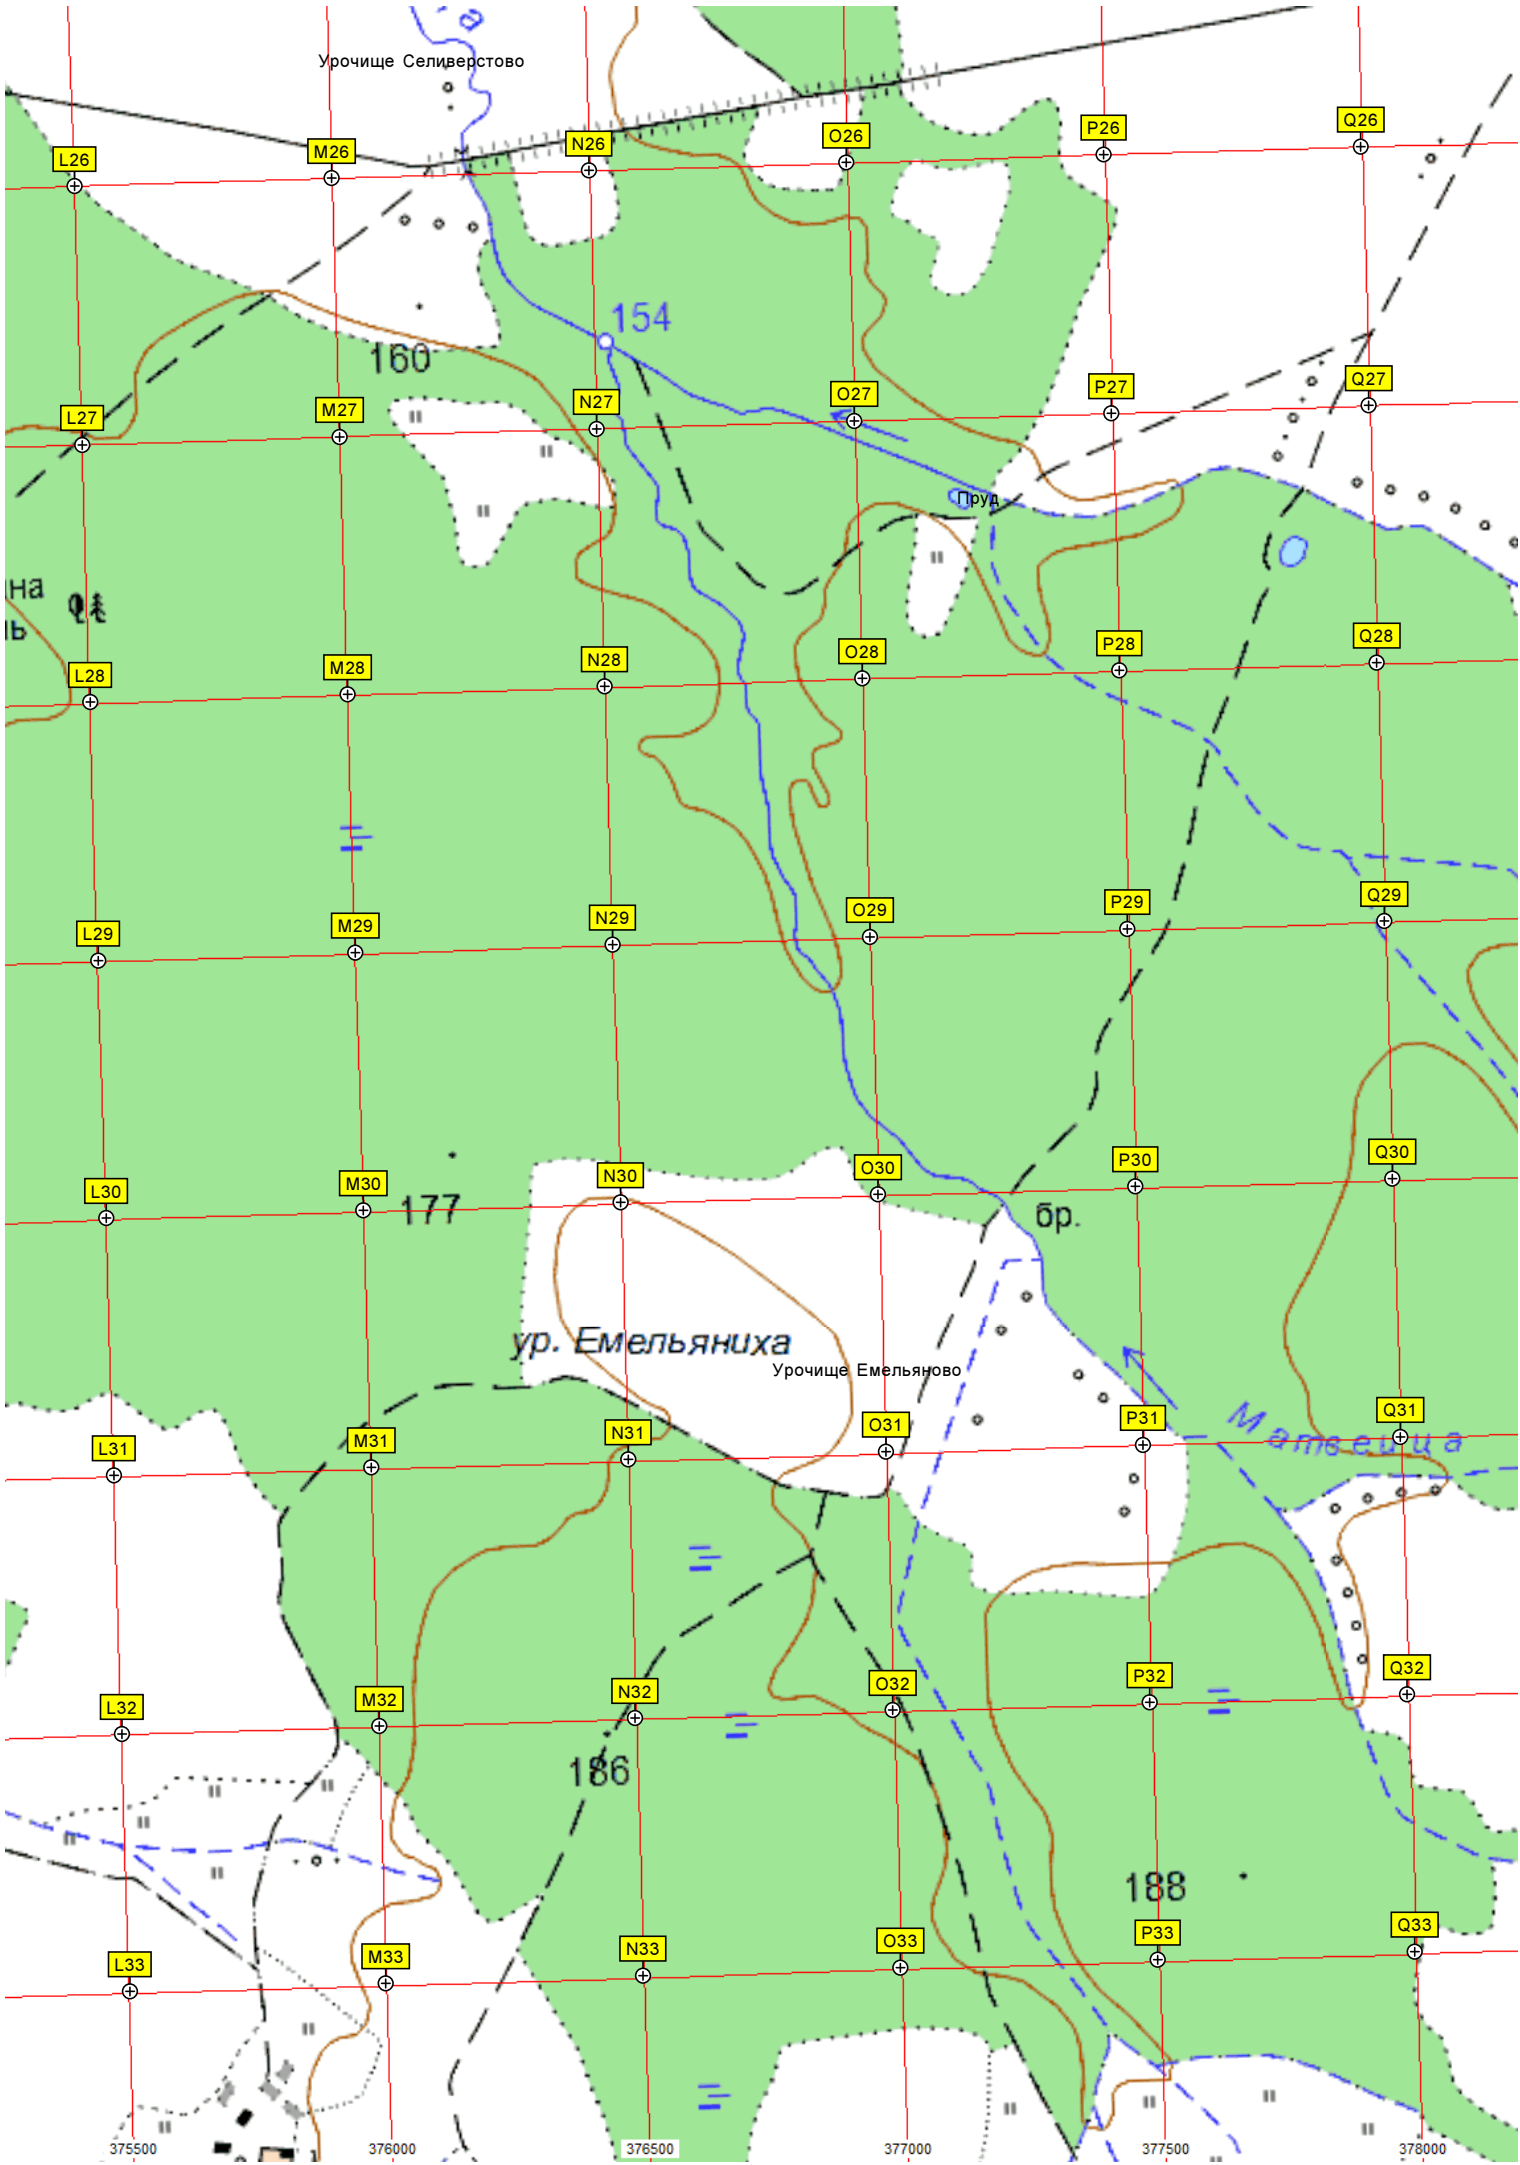 а
Урочище Селиверстово
L26 M26 N26 O26 P26 Q26
154
160
L27 M27 N27 O27 P27 Q27
Пруд
на
ь
L28 M28 N28 O28 P28 Q28
L29 M29 N29 O29 P29 Q29
L30 M30 N30 O30 P30 Q30
177
бр.
ур. Емельяниха
Урочище Емельяново
L31 M31 N31 O31 P31 Q31
Матвеица
L32 M32 N32 O32 P32 Q32
186
188
L33 M33 N33 O33 P33 Q33
375500 376000 376500 377000 377500 378000